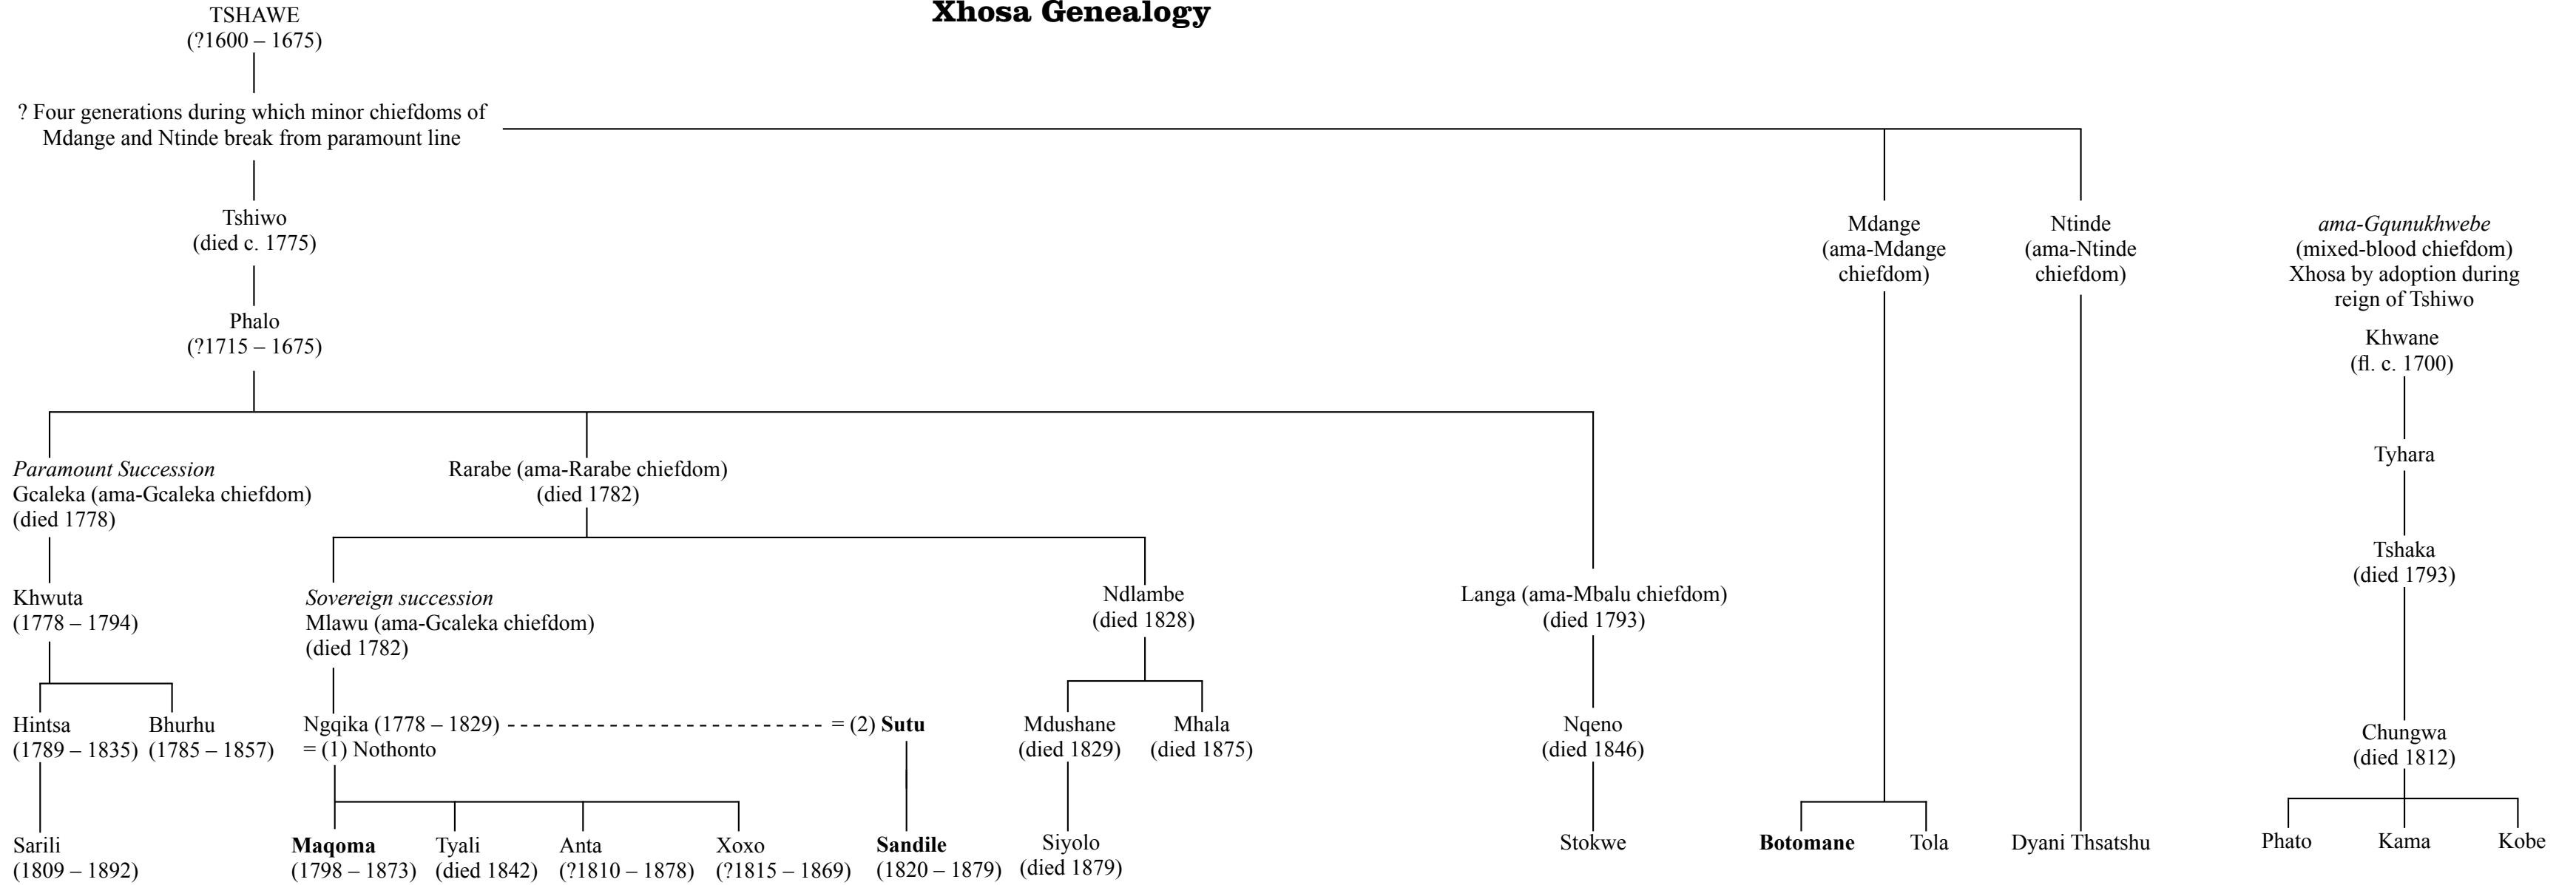 Xhosa Genealogy
TSHAWE
(?1600 – 1675)
? Four generations during which minor chiefdoms of
Mdange and Ntinde break from paramount line
Tshiwo
(died c. 1775)
Phalo
(?1715 – 1675)
Mdange
(ama-Mdange
chiefdom)
Ntinde
(ama-Ntinde
chiefdom)
ama-Gqunukhwebe
(mixed-blood chiefdom)
Xhosa by adoption during
reign of Tshiwo
Khwane
(fl. c. 1700)
Tyhara
Tshaka
(died 1793)
Paramount Succession
Gcaleka (ama-Gcaleka chiefdom)
(died 1778)
Rarabe (ama-Rarabe chiefdom)
(died 1782)
Khwuta
(1778 – 1794)
Sovereign succession
Mlawu (ama-Gcaleka chiefdom)
(died 1782)
Ndlambe
(died 1828)
Langa (ama-Mbalu chiefdom)
(died 1793)
Hintsa
(1789 – 1835)
Bhurhu
(1785 – 1857)
Ngqika (1778 – 1829) = (2) Sutu
= (1) Nothonto
Mdushane
(died 1829)
Mhala
(died 1875)
Nqeno
(died 1846)
Chungwa
(died 1812)
Sarili
(1809 – 1892)
Maqoma
(1798 – 1873)
Tyali
(died 1842)
Anta
(?1810 – 1878)
Xoxo
(?1815 – 1869)
Sandile
(1820 – 1879)
Siyolo
(died 1879)
Stokwe
Botomane
Tola
Dyani Thsatshu
Phato
Kama
Kobe